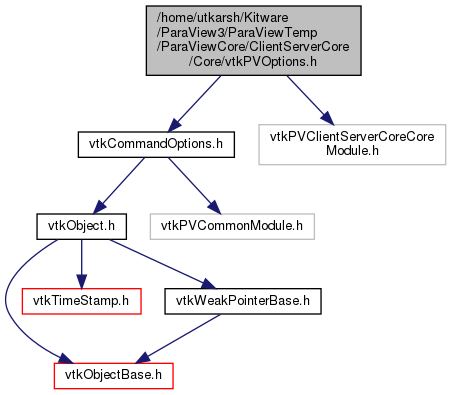 /home/utkarsh/Kitware
/ParaView3/ParaViewTemp
/ParaViewCore/ClientServerCore
/Core/vtkPVOptions.h
vtkCommandOptions.h
vtkPVClientServerCoreCore
Module.h
vtkObject.h
vtkPVCommonModule.h
vtkTimeStamp.h
vtkWeakPointerBase.h
vtkObjectBase.h